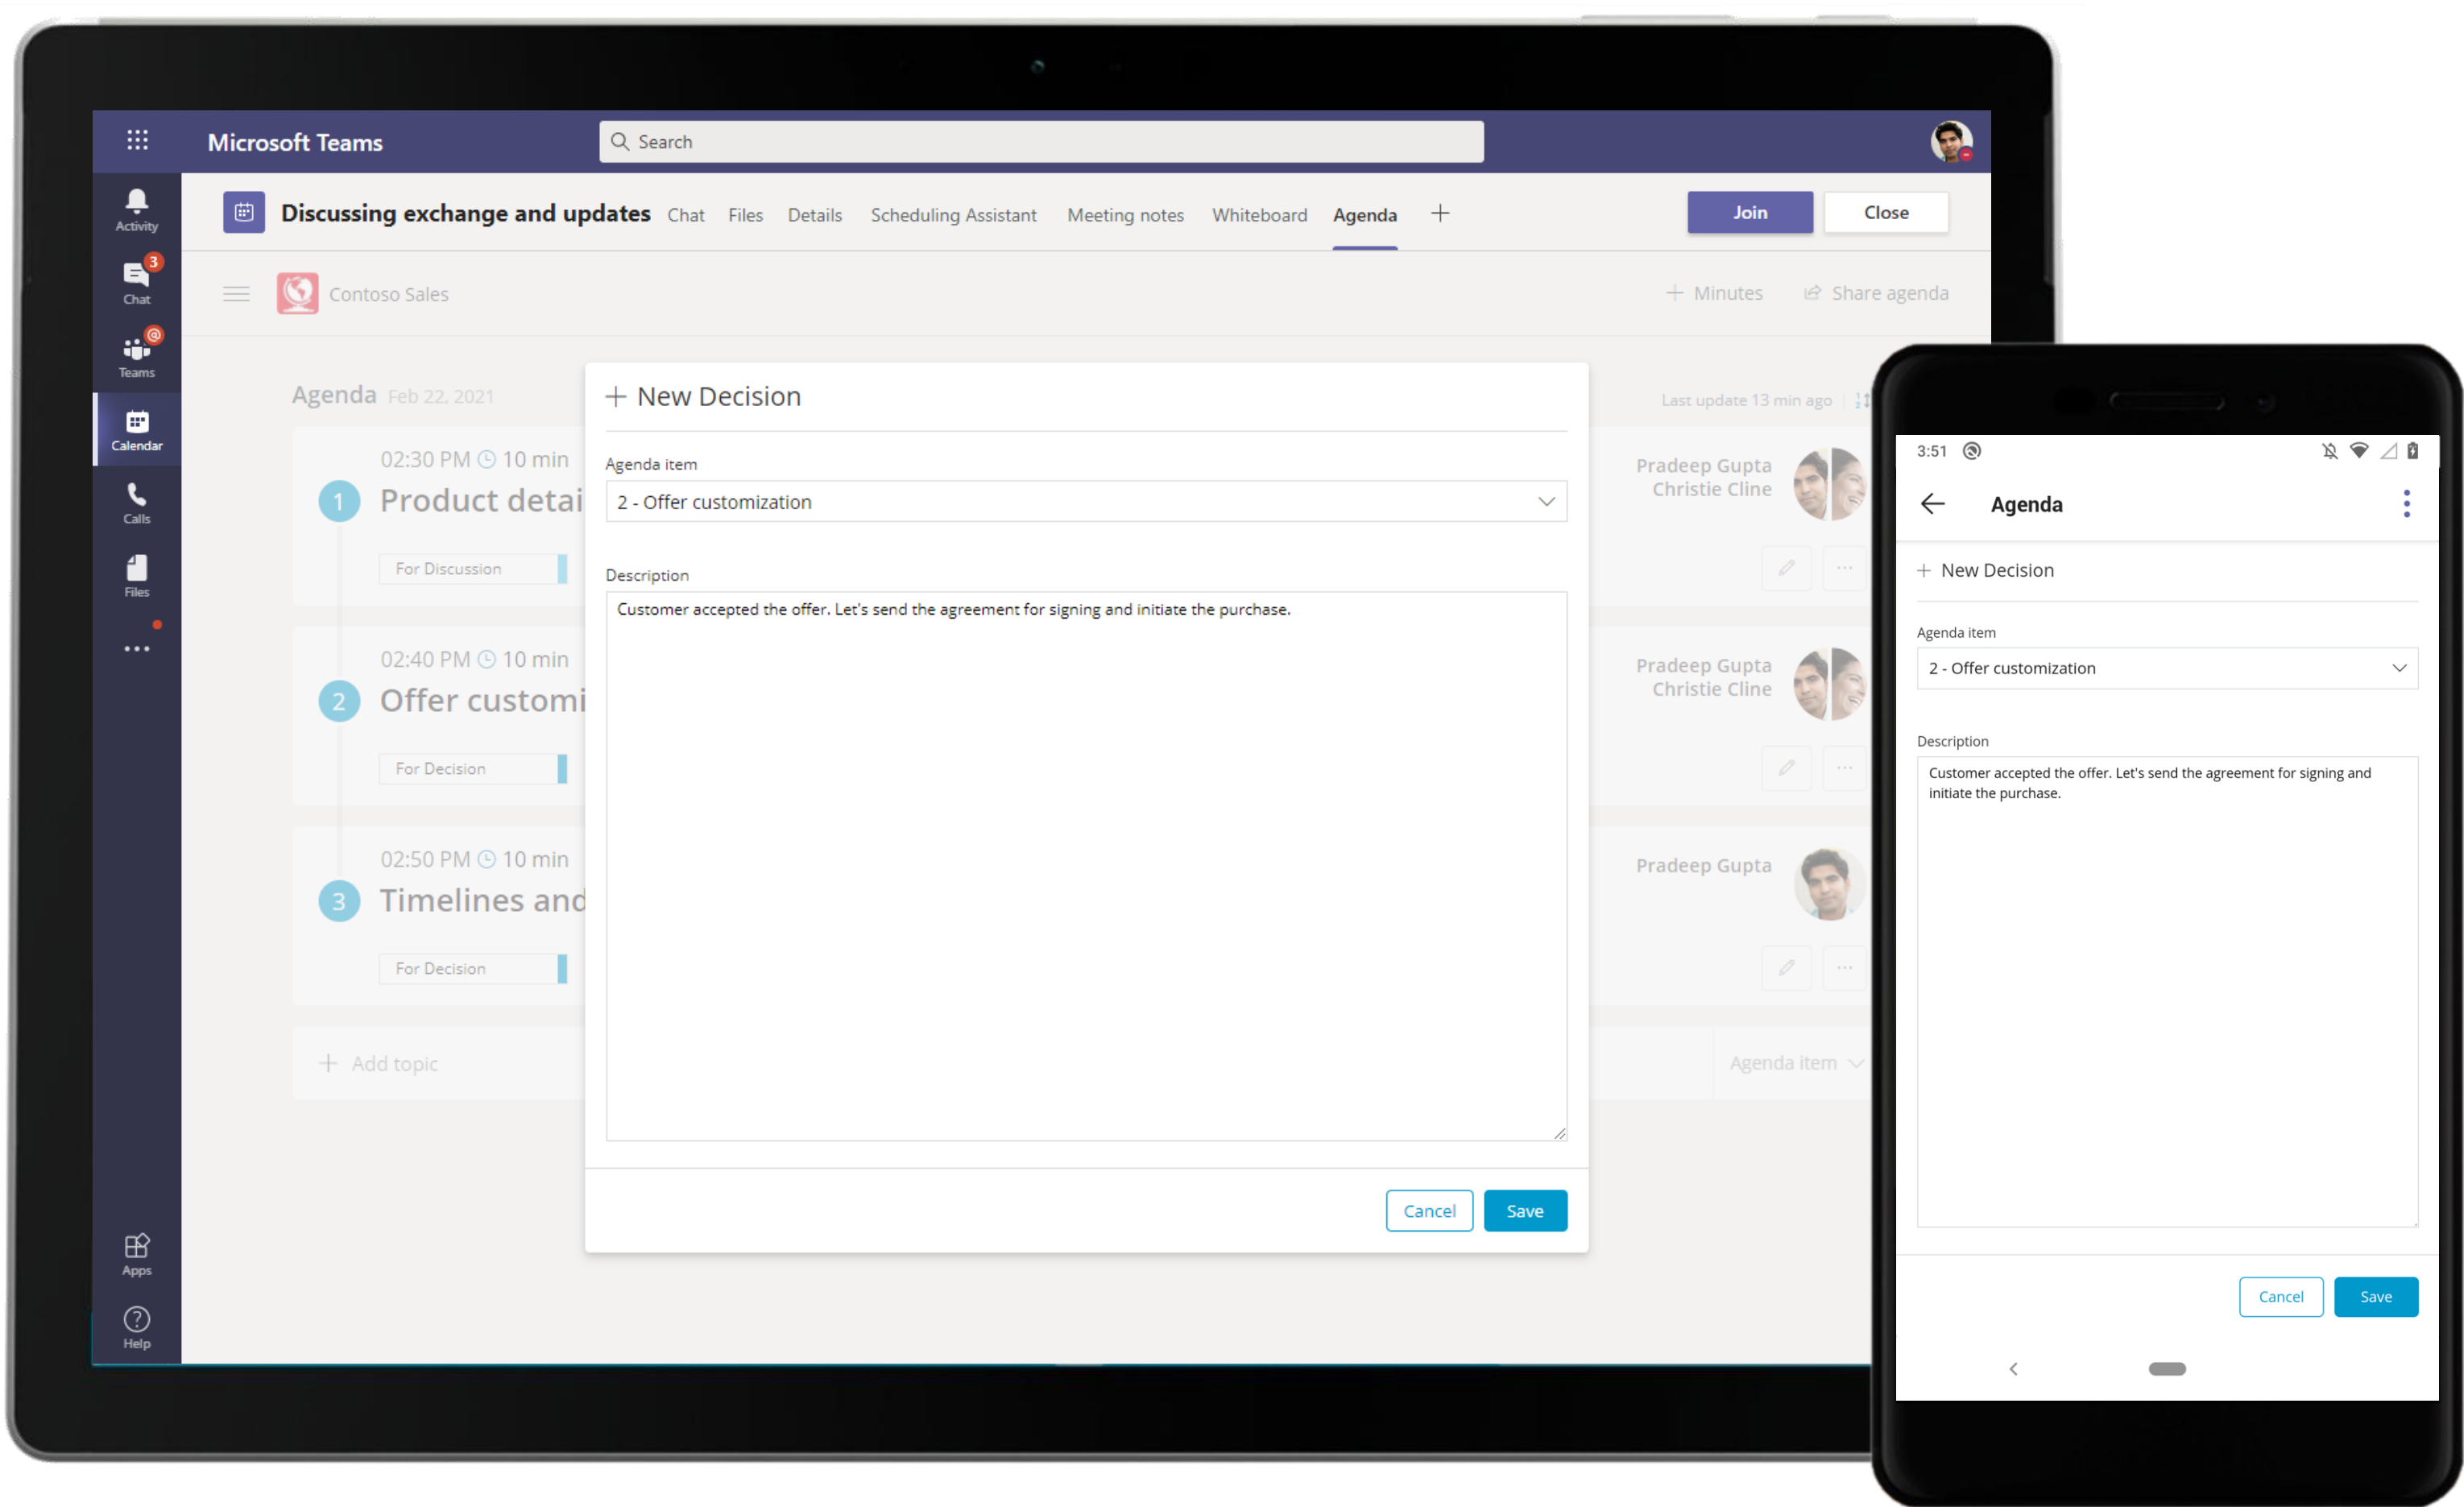 Microsoft Teams
Search
Activity
3
Chat
@
Teams
Calendar
Calls
Files
Apps
Help
Discussing exchange and updates
Chat
Files
Details
Scheduling Assistant
Meeting notes
Whiteboard
Agenda
Join
Close
Contoso Sales
Minutes
Share agenda
Agenda Feb 22, 2021
Last update 13 min ago
02:30 PM 10 min
1
Product detai
For Discussion
Pradeep Gupta
Christie Cline
02:40 PM 10 min
2
Offer customi
For Decision
Pradeep Gupta
Christie Cline
02:50 PM 10 min
3
Timelines and
For Decision
Pradeep Gupta
+ Add topic
Agenda item
+ New Decision
Agenda item
2 - Offer customization
Description
Customer accepted the offer. Let's send the agreement for signing and initiate the purchase.
Cancel
Save
3:51
Agenda
+ New Decision
Agenda item
2 - Offer customization
Description
Customer accepted the offer. Let's send the agreement for signing and
initiate the purchase.
Cancel
Save